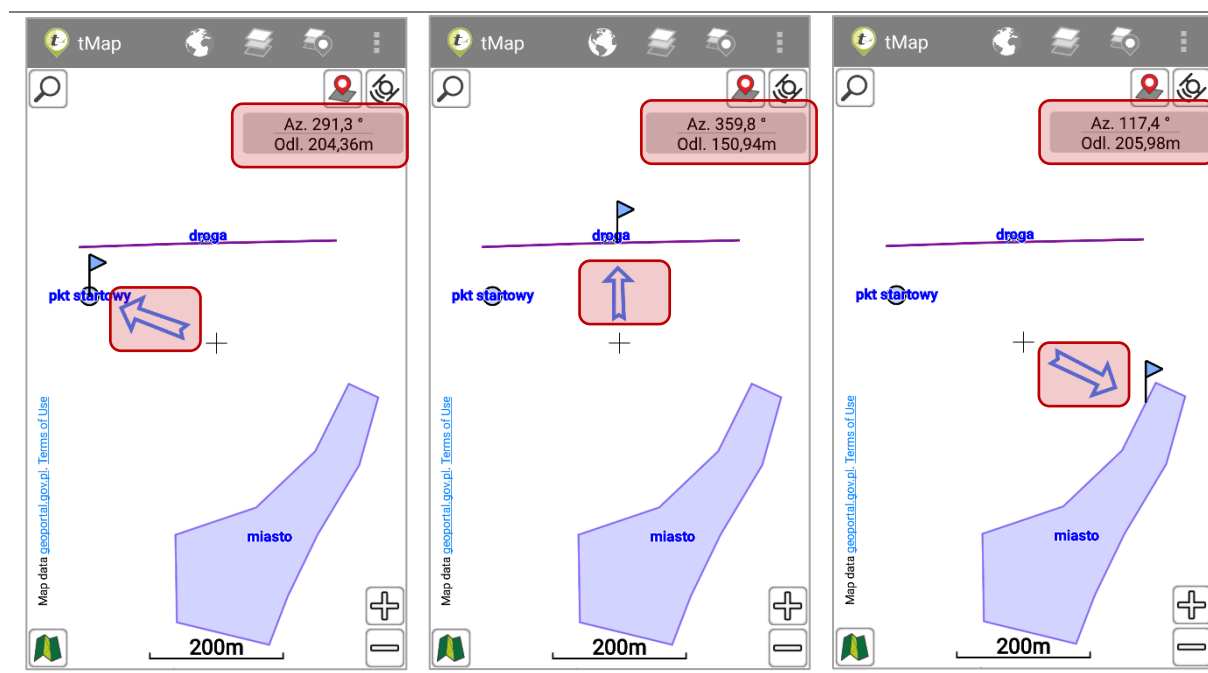 tMap
Az. 291,3 °
Odl. 204,36m
droga
pkt startowy
Map data geoportal.gov.pl. Terms of Use
miasto
200m
tMap
Az. 359,8 °
Odl. 150,94m
droga
pkt startowy
Map data geoportal.gov.pl. Terms of Use
miasto
200m
tMap
Az. 117,4 °
Odl. 205,98m
droga
pkt startowy
Map data geoportal.gov.pl. Terms of Use
miasto
200m